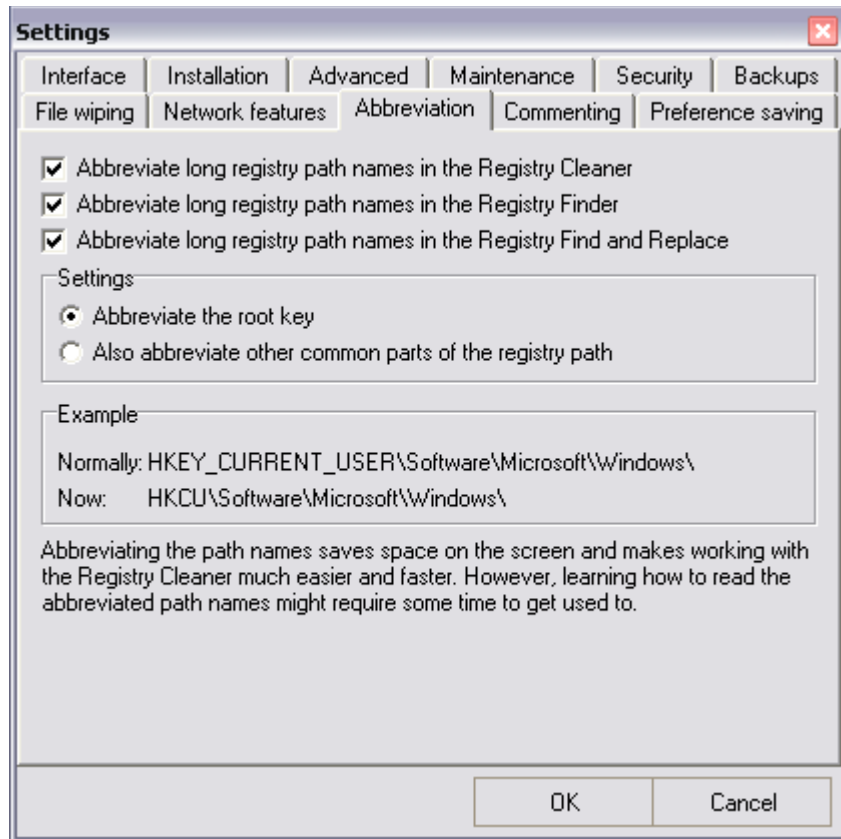 Settings
Interface Installation Advanced Maintenance Security Backups
File wiping Network features Abbreviation Commenting Preference saving
Abbreviate long registry path names in the Registry Cleaner
Abbreviate long registry path names in the Registry Finder
Abbreviate long registry path names in the Registry Find and Replace
Settings
Abbreviate the root key
Also abbreviate other common parts of the registry path
Example
Normally: HKEY_CURRENT_USER\Software\Microsoft\Windows\
Now: HKCU\Software\Microsoft\Windows\
Abbreviating the path names saves space on the screen and makes working with
the Registry Cleaner much easier and faster. However, learning how to read the
abbreviated path names might require some time to get used to.
OK Cancel